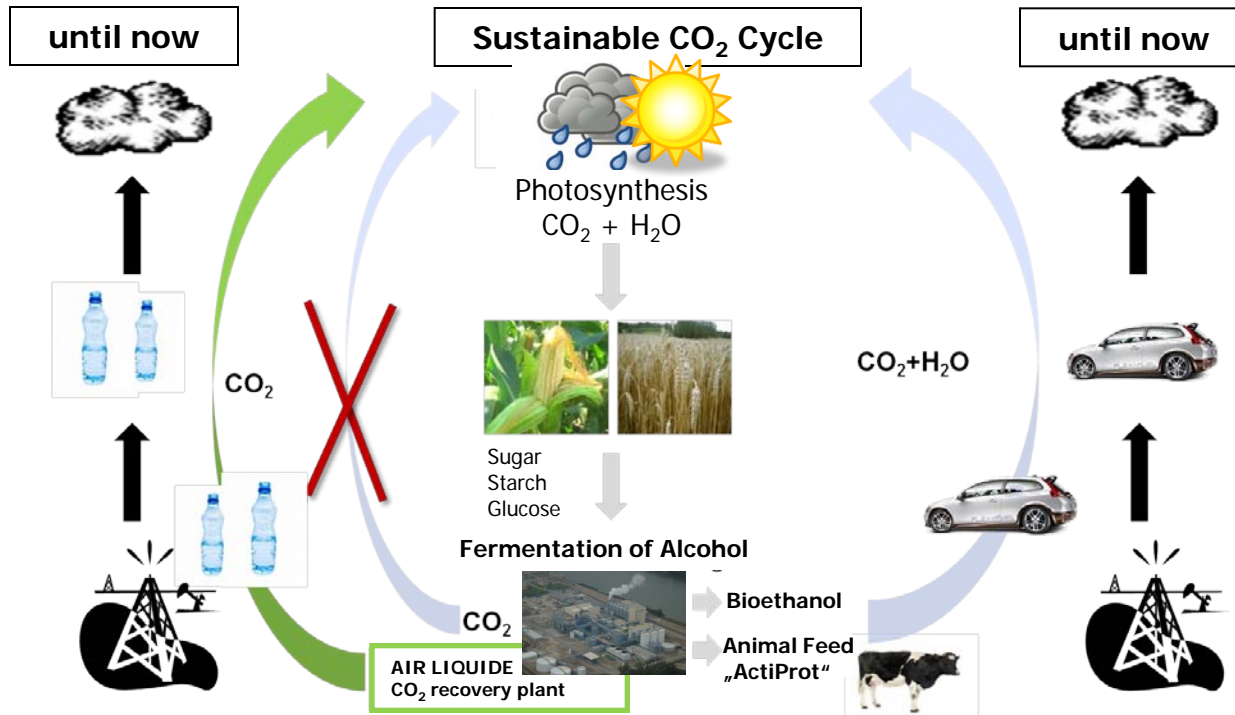 until now
Sustainable CO₂ Cycle
until now
Photosynthesis
CO₂ + H₂O
CO₂
CO₂+H₂O
Sugar
Starch
Glucose
Fermentation of Alcohol
CO₂
Bioethanol
Animal Feed
„ActiProt“
AIR LIQUIDE
CO₂ recovery plant